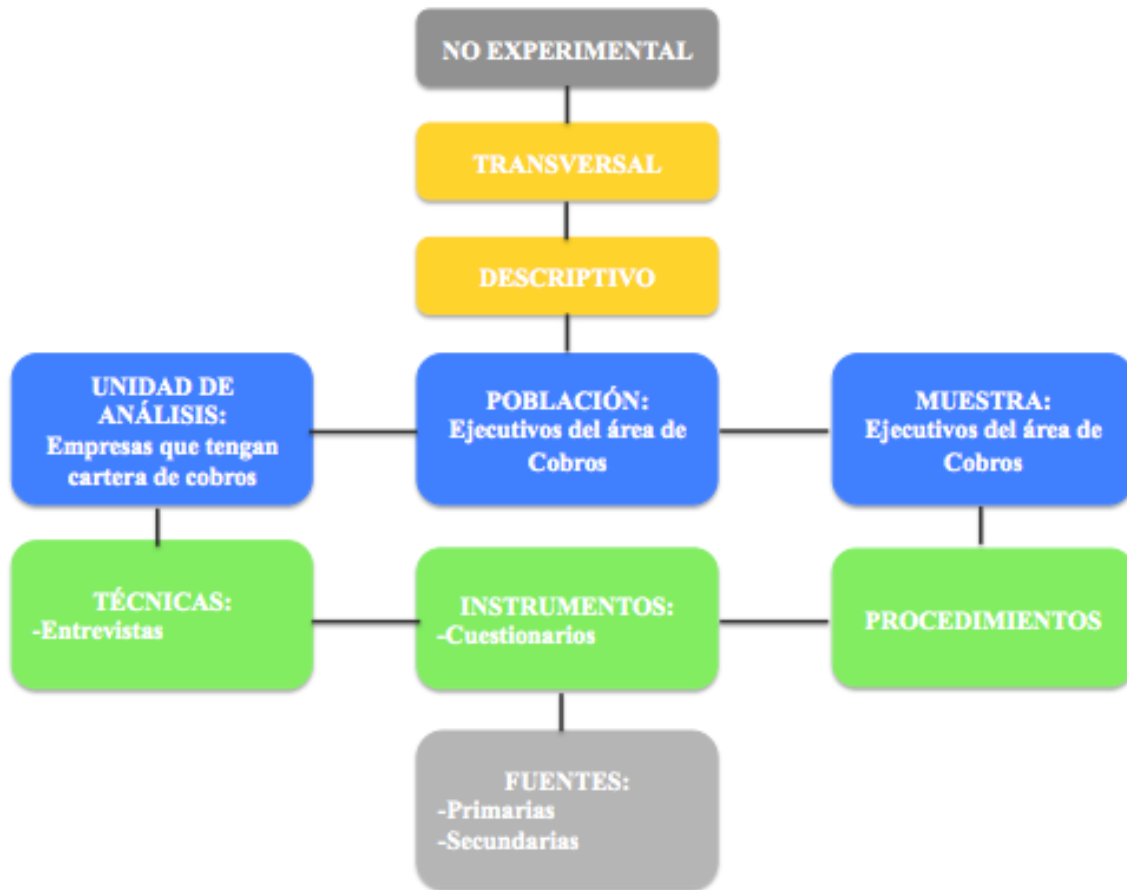 NO EXPERIMENTAL
TRANSVERSAL
DESCRIPTIVO
UNIDAD DE
ANÁLISIS:
Empresas que tengan
cartera de cobros
POBLACIÓN:
Ejecutivos del área de
Cobros
MUESTRA:
Ejecutivos del área de
Cobros
TÉCNICAS:
-Entrevistas
INSTRUMENTOS:
-Cuestionarios
PROCEDIMIENTOS
FUENTES:
-Primarias
-Secundarias